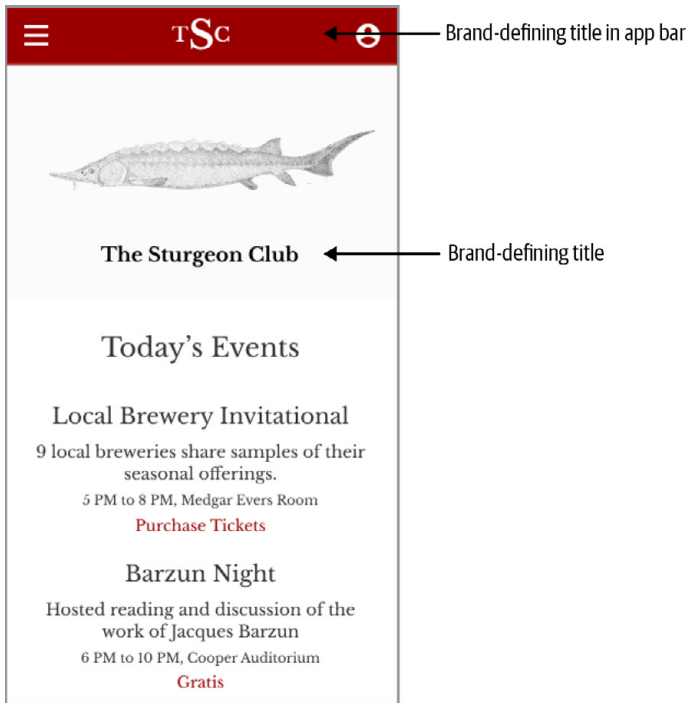 TSC
Brand-defining title in app bar
The Sturgeon Club
Brand-defining title
Today’s Events
Local Brewery Invitational
9 local breweries share samples of their
seasonal offerings.
5 PM to 8 PM, Medgar Evers Room
Purchase Tickets
Barzun Night
Hosted reading and discussion of the
work of Jacques Barzun
6 PM to 10 PM, Cooper Auditorium
Gratis